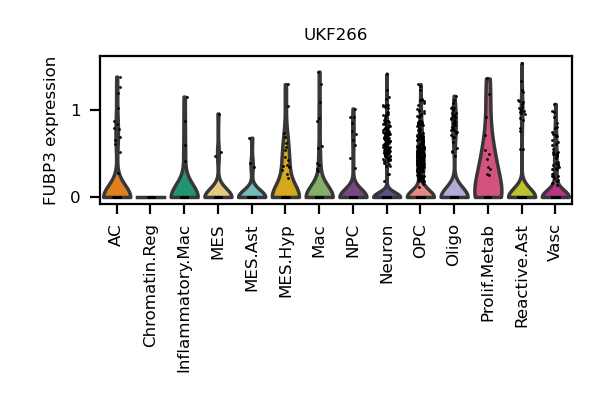 UKF266
FUBP3 expression
1
0
AC
Chromatin.Reg
Inflammatory.Mac
MES
MES.Ast
MES.Hyp
Mac
NPC
Neuron
OPC
Oligo
Prolif.Metab
Reactive.Ast
Vasc